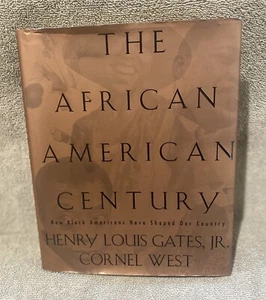 THE
AFRICAN
AMERICAN
CENTURY
How Black Americans Have Shaped Our Country
HENRY LOUIS GATES, JR.
CORNEL WEST